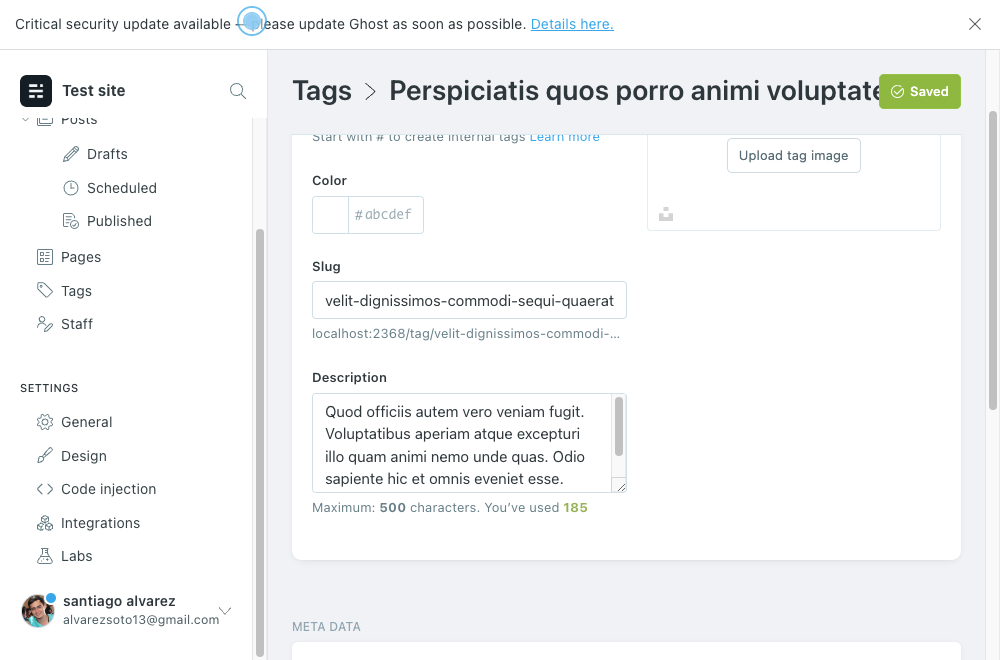 Critical security update available — please update Ghost as soon as possible. Details here.
Test site
Posts
Drafts
Scheduled
Published
Pages
Tags
Staff
SETTINGS
General
Design
Code injection
Integrations
Labs
santiago alvarez
alvarezsoto13@gmail.com
Tags > Perspiciatis quos porro animi voluptate
Saved
Start with # to create internal tags Learn more
Upload tag image
Color
#abcdef
Slug
velit-dignissimos-commodi-sequi-quaerat
localhost:2368/tag/velit-dignissimos-commodi-...
Description
Quod officiis autem vero veniam fugit.
Voluptatibus aperiam atque excepturi
illo quam animi nemo unde quas. Odio
sapiente hic et omnis eveniet esse.
Maximum: 500 characters. You’ve used 185
META DATA